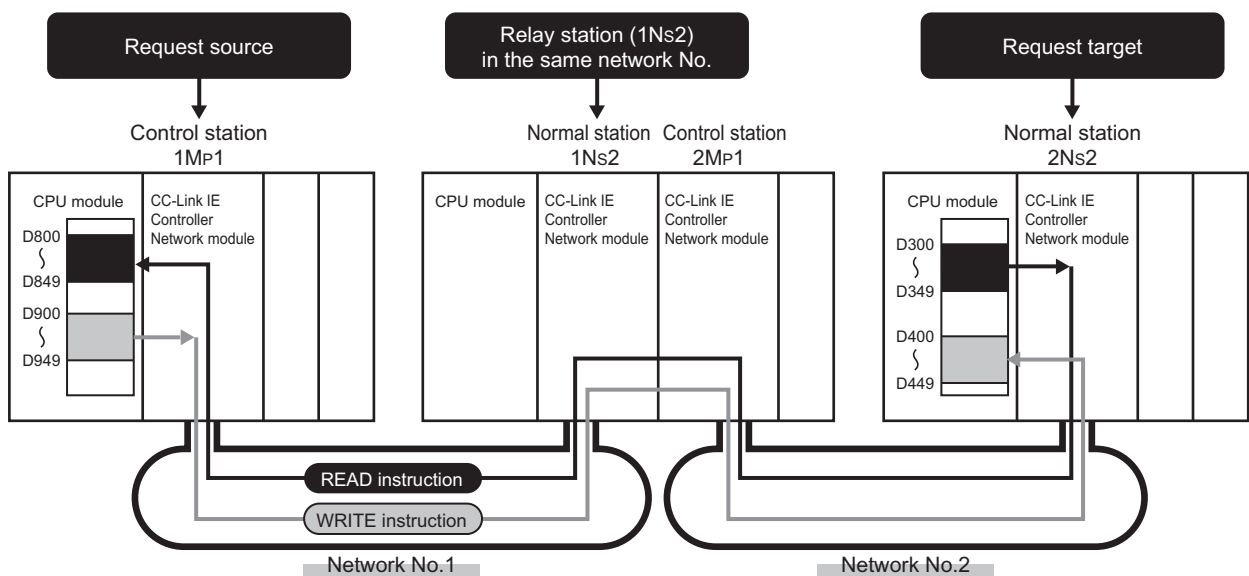 Request source
Relay station (1Ns2)
in the same network No.
Request target
Control station
1MP1
Normal station
1Ns2
Control station
2MP1
Normal station
2Ns2
CPU module
CC-Link IE
Controller
Network module
D800
D849
D900
D949
CPU module
CC-Link IE
Controller
Network module
CC-Link IE
Controller
Network module
CPU module
CC-Link IE
Controller
Network module
D300
D349
D400
D449
READ instruction
WRITE instruction
Network No.1
Network No.2